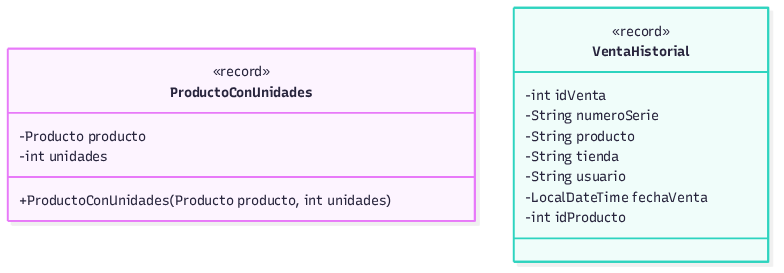 «record»
ProductoConUnidades
-Producto producto
-int unidades
+ProductoConUnidades(Producto producto, int unidades)
«record»
VentaHistorial
-int idVenta
-String numeroSerie
-String producto
-String tienda
-String usuario
-LocalDateTime fechaVenta
-int idProducto